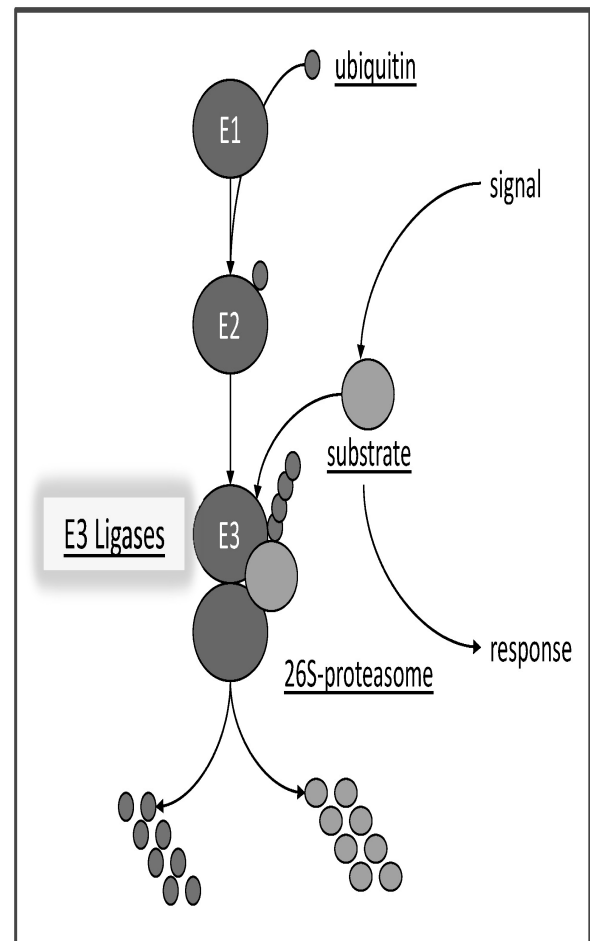 ubiquitin
E1
signal
E2
substrate
E3 Ligases
E3
response
26S-proteasome